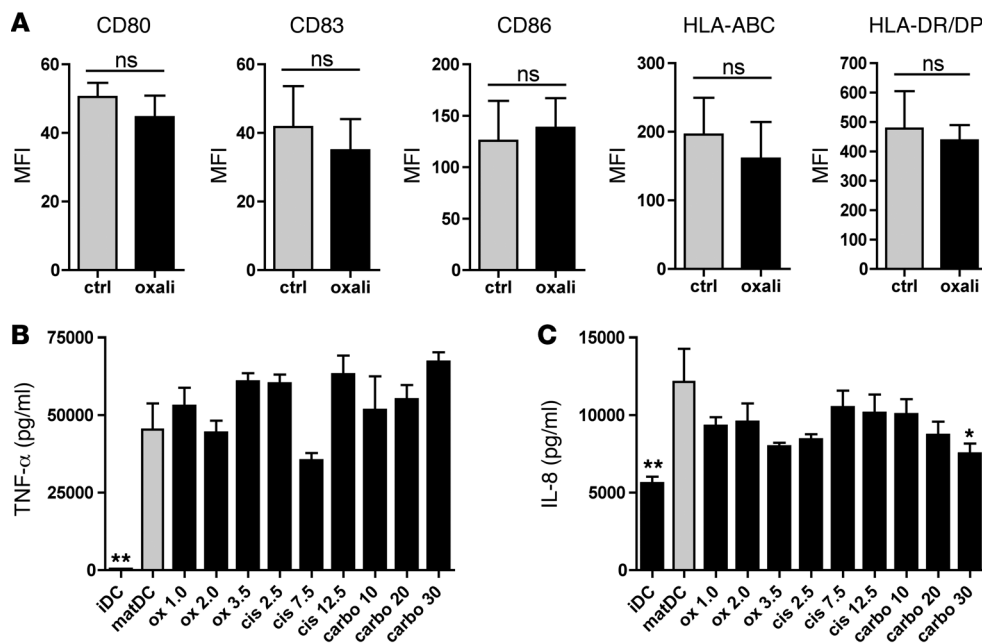 A
CD80
CD83
CD86
HLA-ABC
HLA-DR/DP
MFI
60
40
20
0
ns
ctrl
oxali
MFI
60
40
20
0
ns
ctrl
oxali
MFI
200
150
100
50
0
ns
ctrl
oxali
MFI
300
200
100
0
ns
ctrl
oxali
MFI
700
600
500
400
300
200
100
0
ns
ctrl
oxali
B
TNF-α (pg/ml)
75000
50000
25000
0
**
iDC
matDC
ox 1.0
ox 2.0
ox 3.5
cis 2.5
cis 7.5
cis 12.5
carbo 10
carbo 20
carbo 30
C
IL-8 (pg/ml)
15000
10000
5000
0
**
*
iDC
matDC
ox 1.0
ox 2.0
ox 3.5
cis 2.5
cis 7.5
cis 12.5
carbo 10
carbo 20
carbo 30